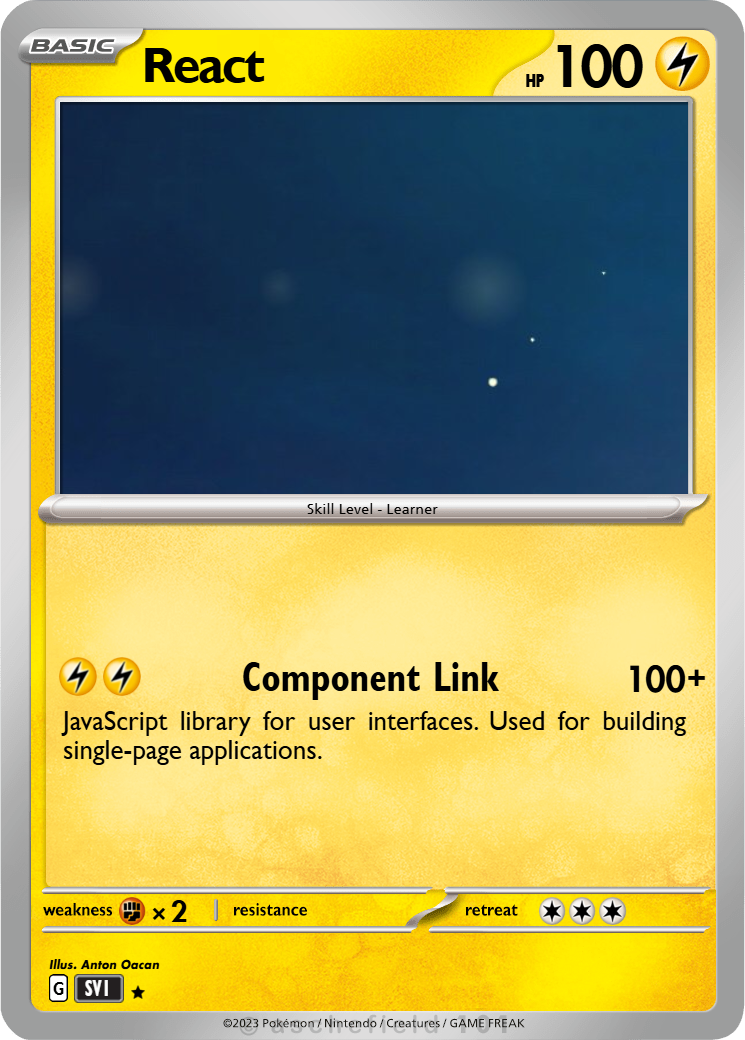 BASIC
React
HP 100
Skill Level - Learner
Component Link 100+
JavaScript library for user interfaces. Used for building
single-page applications.
weakness × 2 resistance retreat
Illus. Anton Oacan
G SVI
©2023 Pokémon / Nintendo / Creatures / GAME FREAK